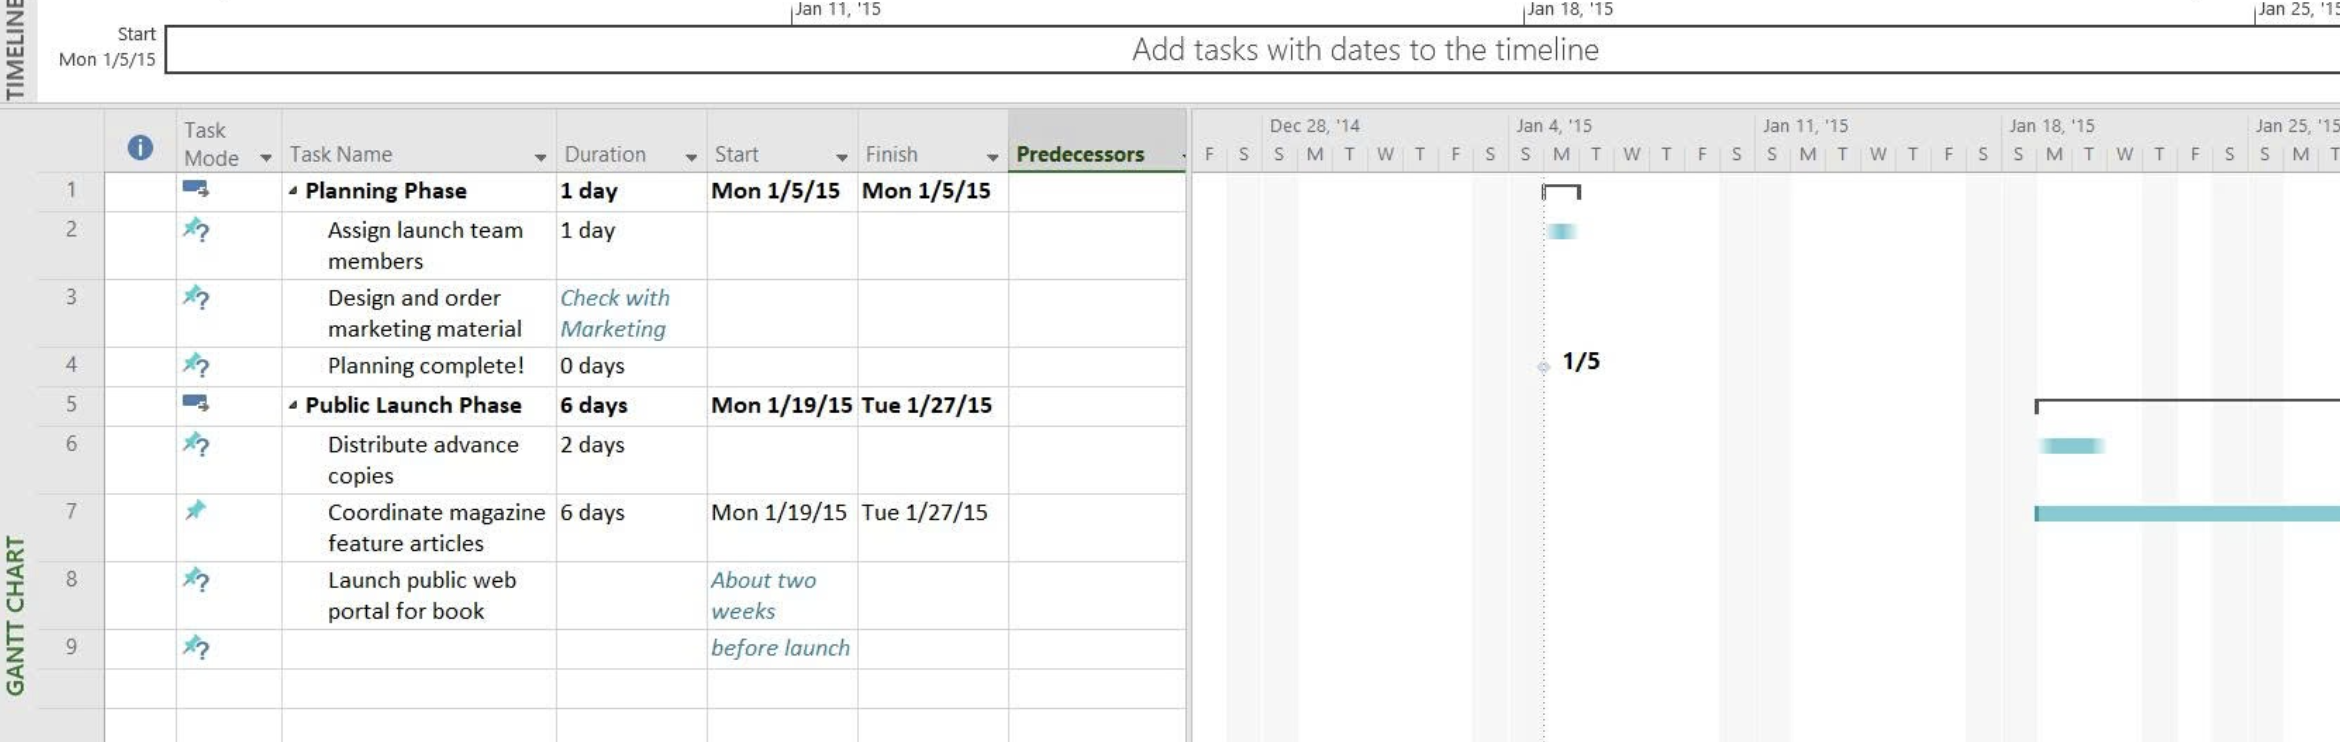 TIMELINE
Jan 11, '15 Jan 18, '15 Jan 25, '15
Start
Mon 1/5/15
Add tasks with dates to the timeline
GANTT CHART
Task Mode Task Name Duration Start Finish Predecessors
Dec 28, '14 Jan 4, '15 Jan 11, '15 Jan 18, '15 Jan 25, '15
F S S M T W T F S S M T W T F S S M T W T F S S M T W T F S S M T
1 Planning Phase 1 day Mon 1/5/15 Mon 1/5/15
2 Assign launch team members 1 day
3 Design and order marketing material Check with Marketing
4 Planning complete! 0 days 1/5
5 Public Launch Phase 6 days Mon 1/19/15 Tue 1/27/15
6 Distribute advance copies 2 days
7 Coordinate magazine feature articles 6 days Mon 1/19/15 Tue 1/27/15
8 Launch public web portal for book About two weeks
9 before launch